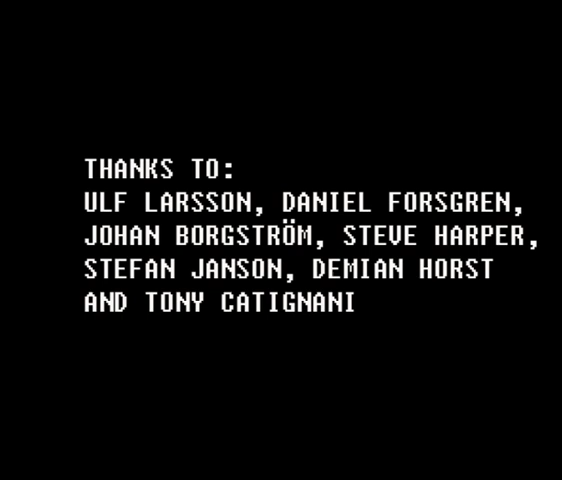 THANKS TO:
ULF LARSSON, DANIEL FORSGREN,
JOHAN BORGSTRÖM, STEVE HARPER,
STEFAN JANSON, DEMIAN HORST
AND TONY CATIGNANI